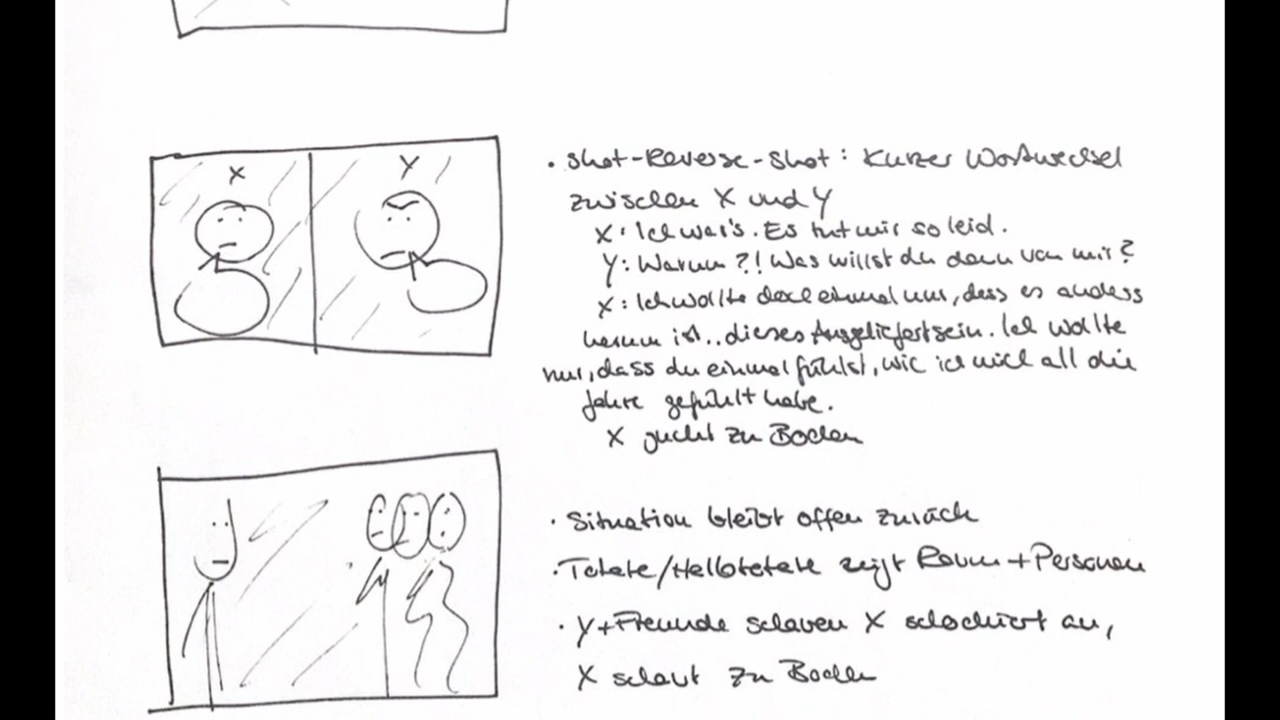 X Y
• Shot-Reverse-Shot: Kurzer Wortwechsel
zwischen X und Y
X: Ich war's. Es tut mir so leid.
Y: Warum?! Was willst du denn von mir?
X: Ich wollte doch einmal nur, dass es anders
herum ist... dieses Ausgeliefertsein. Ich wollte
nur, dass du einmal fühlst, wie ich mich all die
Jahre gefühlt habe.
X guckt zu Boden
• Situation bleibt offen zurück
• Totale/Halbtotale zeigt Raum + Personen
• Y + Freunde schauen X schockiert an,
X schaut zu Boden